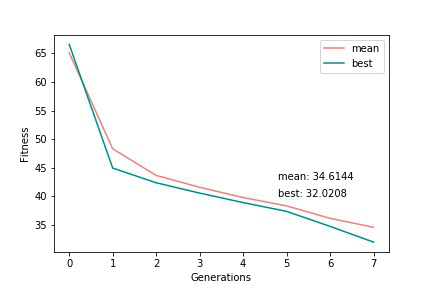 mean
best
65
60
55
50
45
40
35
Fitness
mean: 34.6144
best: 32.0208
0 1 2 3 4 5 6 7
Generations